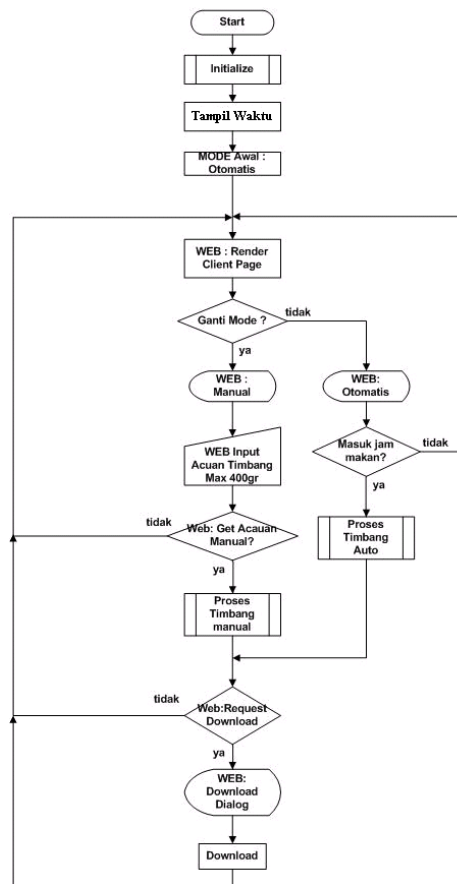 Start
Initialize
Tampil Waktu
MODE Awal :
Otomatis
WEB : Render
Client Page
Ganti Mode ?
tidak
ya
WEB :
Manual
WEB:
Otomatis
WEB Input
Acuan Timbang
Max 400gr
Masuk jam
makan?
tidak
ya
tidak
Web: Get Acauan
Manual?
ya
Proses
Timbang
Auto
Proses
Timbang
manual
tidak
Web:Request
Download
ya
WEB:
Download
Dialog
Download